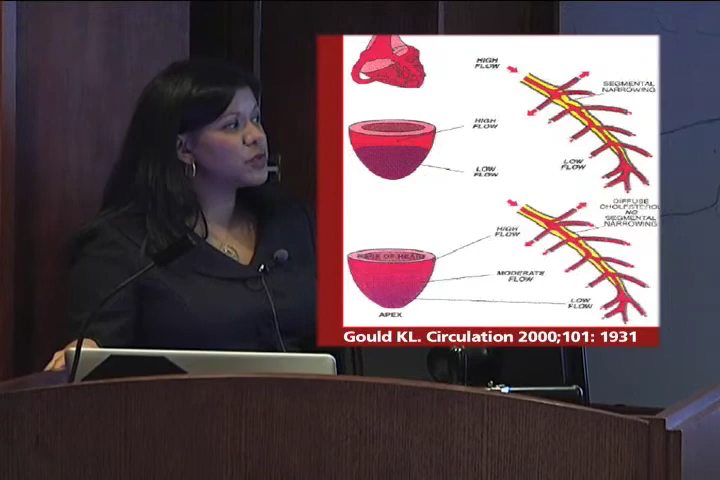 HIGH
FLOW
SEGMENTAL
NARROWING
HIGH
FLOW
LOW
FLOW
LOW
FLOW
DIFFUSE
CHOLESTEROL
NO
SEGMENTAL
NARROWING
HIGH
FLOW
BASE OF HEART
MODERATE
FLOW
LOW
FLOW
APEX
Gould KL. Circulation 2000;101: 1931